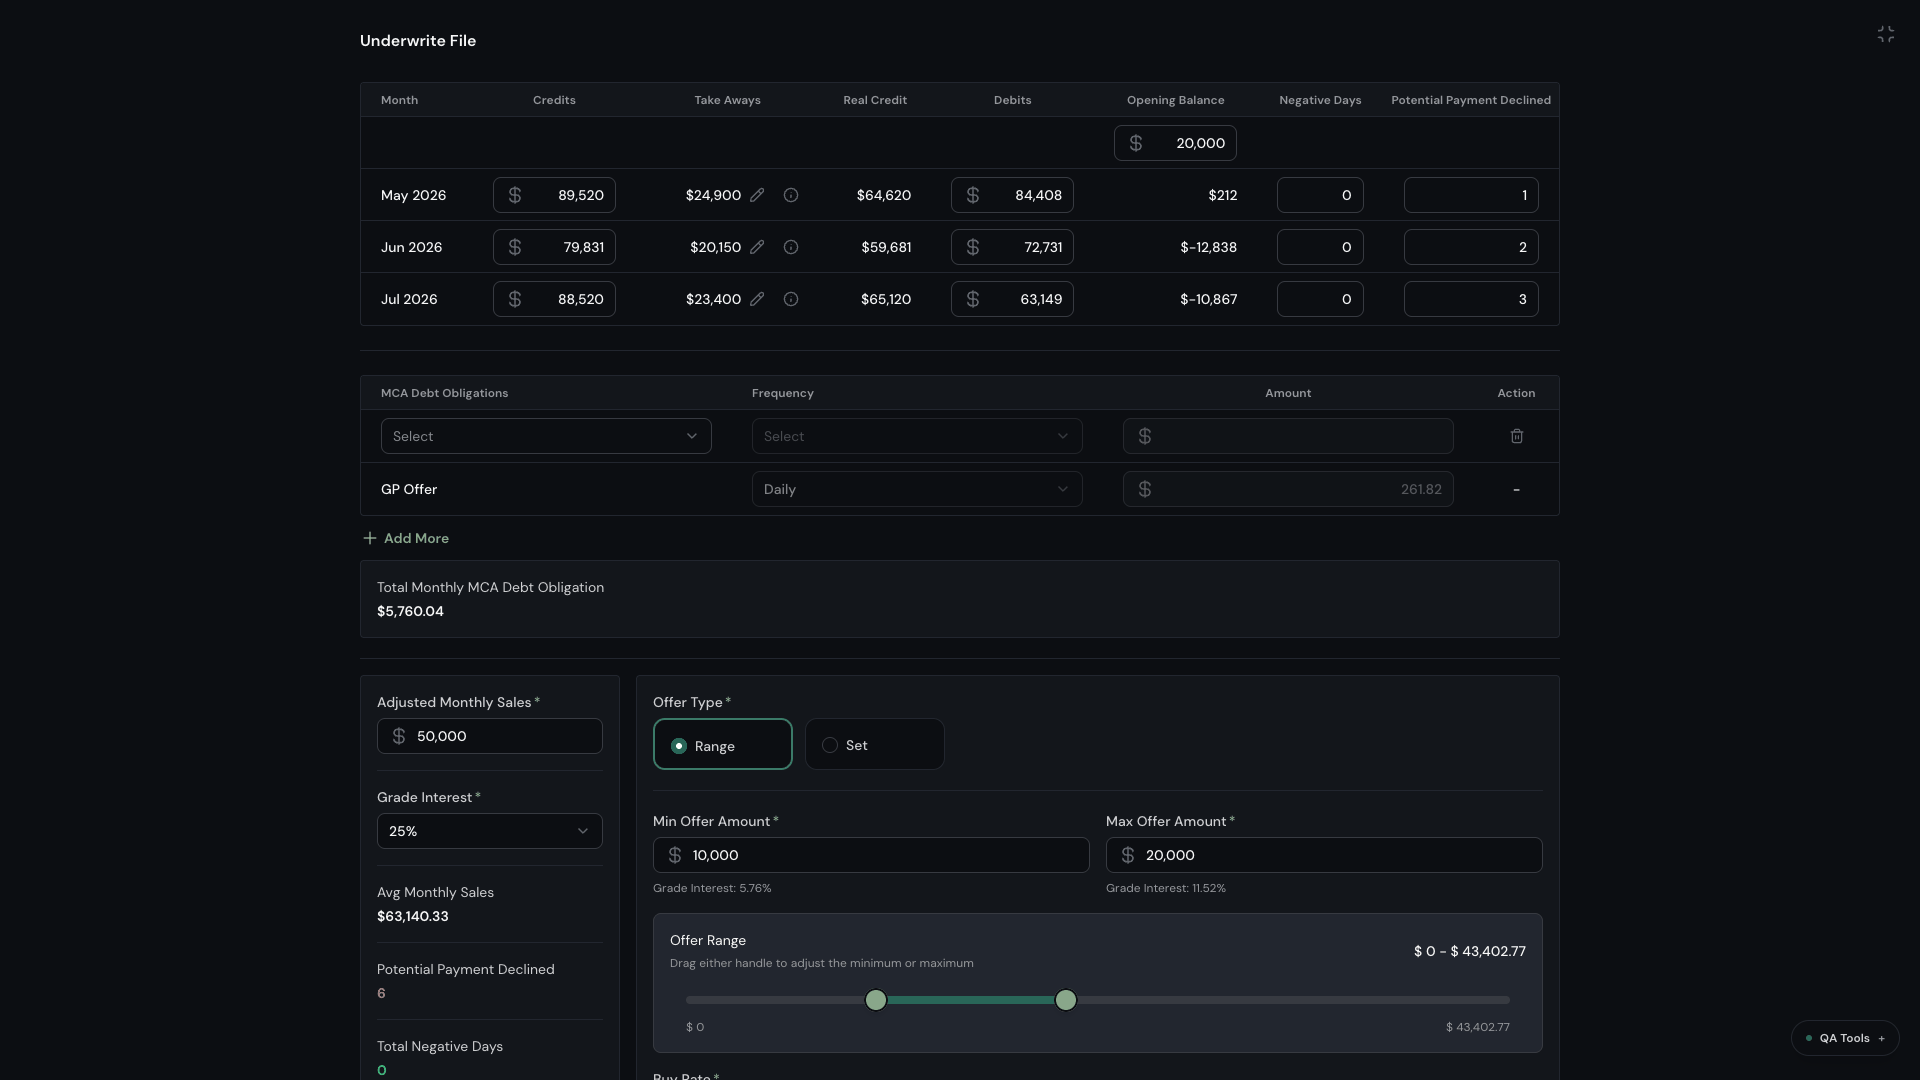 Underwrite File
Month Credits Take Aways Real Credit Debits Opening Balance Negative Days Potential Payment Declined
$ 20,000
May 2026 $ 89,520 $24,900 $64,620 $ 84,408 $212 0 1
Jun 2026 $ 79,831 $20,150 $59,681 $ 72,731 $-12,838 0 2
Jul 2026 $ 88,520 $23,400 $65,120 $ 63,149 $-10,867 0 3
MCA Debt Obligations Frequency Amount Action
Select Select $
GP Offer Daily $ 261.82 -
+ Add More
Total Monthly MCA Debt Obligation
$5,760.04
Adjusted Monthly Sales *
$ 50,000
Grade Interest *
25%
Avg Monthly Sales
$63,140.33
Potential Payment Declined
6
Total Negative Days
0
Offer Type *
Range Set
Min Offer Amount * Max Offer Amount *
$ 10,000 $ 20,000
Grade Interest: 5.76% Grade Interest: 11.52%
Offer Range
$ 0 - $ 43,402.77
Drag either handle to adjust the minimum or maximum
$ 0 $ 43,402.77
Buy Rate *
QA Tools +